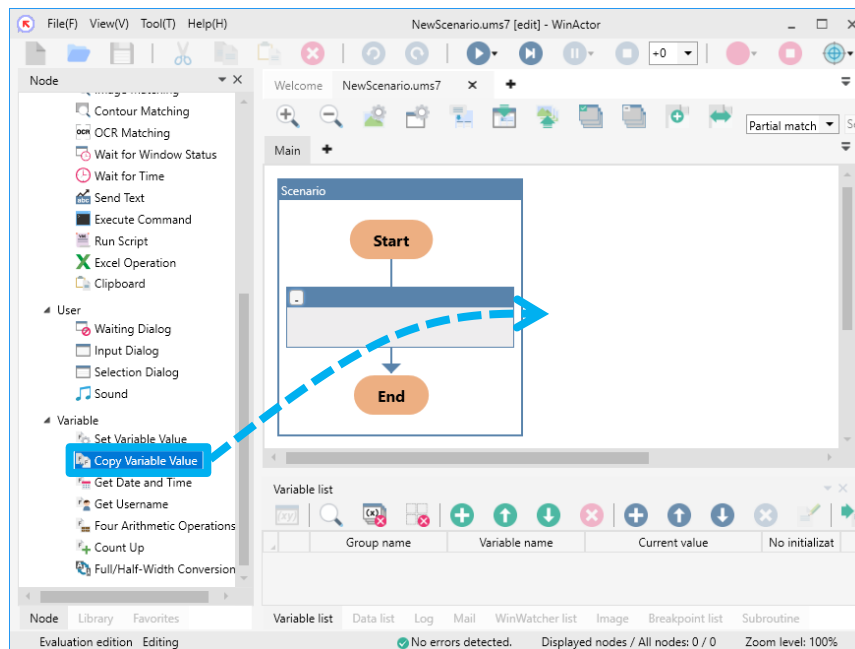 File(F) View(V) Tool(T) Help(H) NewScenario.ums7 [edit] - WinActor
+0
Node
Welcome NewScenario.ums7
Image Matching
Contour Matching
OCR OCR Matching
Wait for Window Status
Wait for Time
Send Text
Execute Command
Run Script
Excel Operation
Clipboard
User
Waiting Dialog
Input Dialog
Selection Dialog
Sound
Variable
Set Variable Value
Copy Variable Value
Get Date and Time
Get Username
Four Arithmetic Operations
Count Up
Full/Half-Width Conversion
Node Library Favorites
Partial match
Main
Scenario
Start
End
Variable list
Group name Variable name Current value No initializat
Variable list Data list Log Mail WinWatcher list Image Breakpoint list Subroutine
Evaluation edition Editing No errors detected. Displayed nodes / All nodes: 0 / 0 Zoom level: 100%